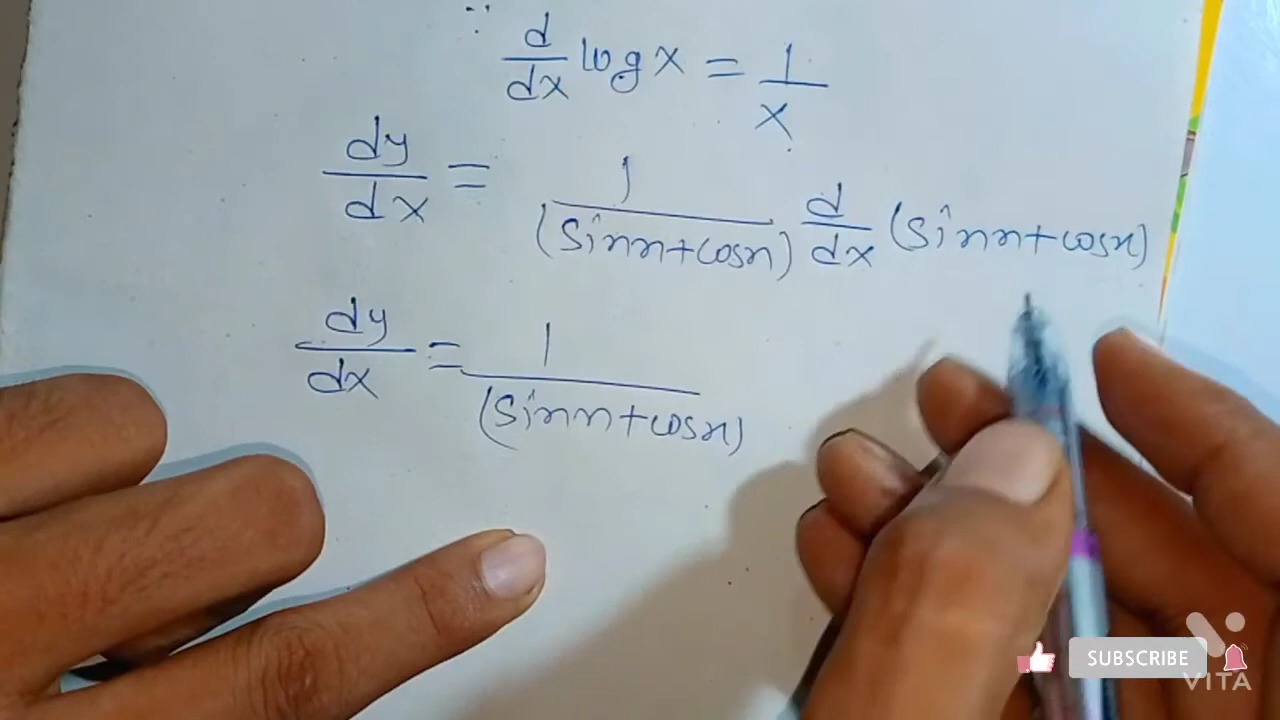 ∵ d/dx log x = 1/x
dy/dx = 1/(sinx+cosx) d/dx (sinx+cosx)
dy/dx = 1/(sinx+cosx)
SUBSCRIBE
VITA